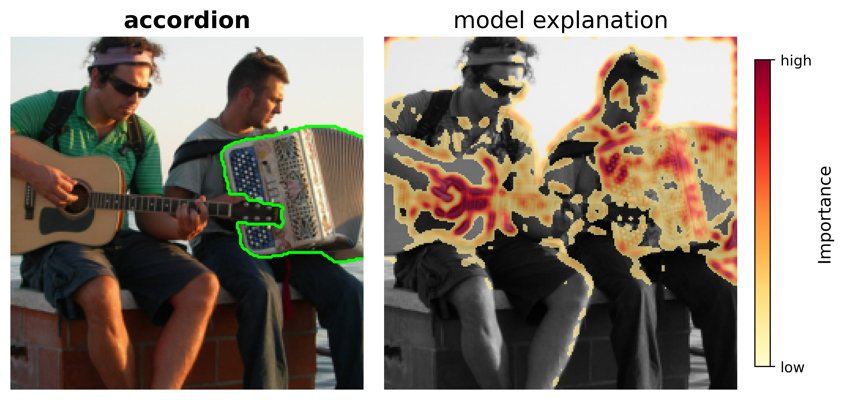 accordion
model explanation
high
Importance
low